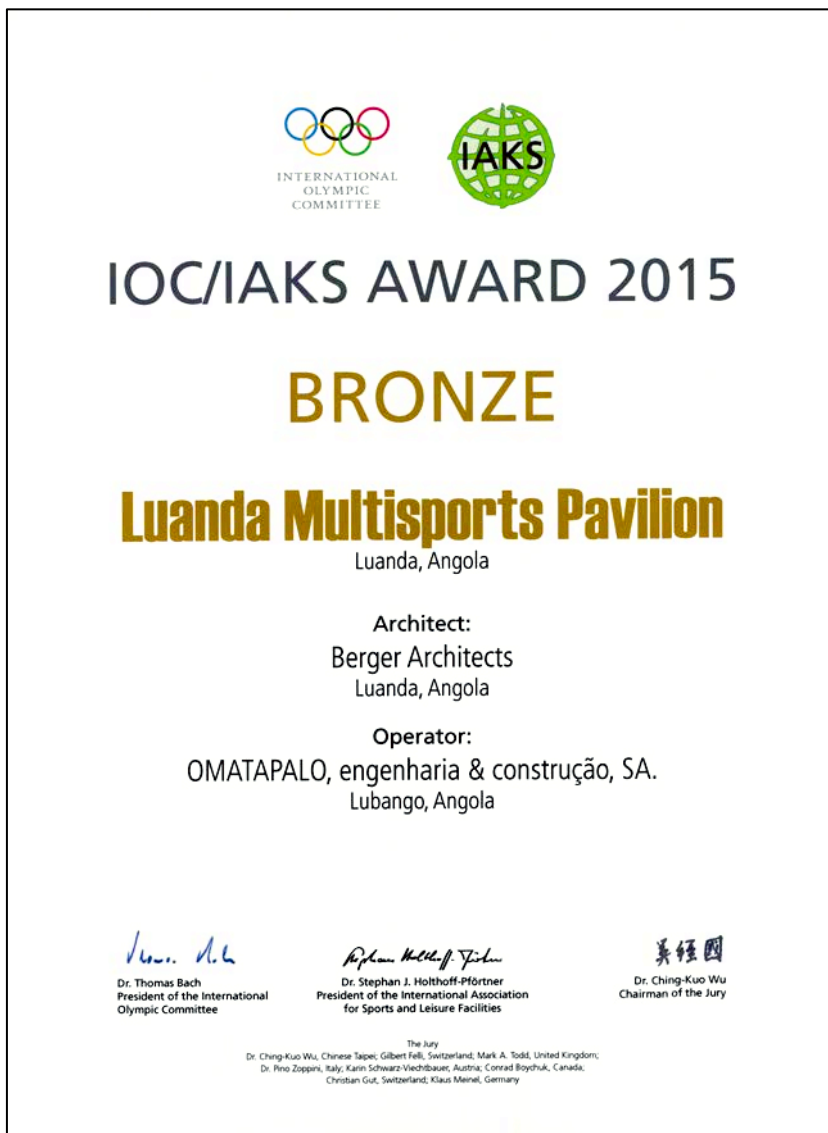 INTERNATIONAL
OLYMPIC
COMMITTEE
IAKS
IOC/IAKS AWARD 2015
BRONZE
Luanda Multisports Pavilion
Luanda, Angola
Architect:
Berger Architects
Luanda, Angola
Operator:
OMATAPALO, engenharia & construção, SA.
Lubango, Angola
吳經國
Dr. Thomas Bach
President of the International
Olympic Committee
Dr. Stephan J. Holthoff-Pförtner
President of the International Association
for Sports and Leisure Facilities
Dr. Ching-Kuo Wu
Chairman of the Jury
The Jury
Dr. Ching-Kuo Wu, Chinese Taipei; Gilbert Felli, Switzerland; Mark A. Todd, United Kingdom;
Dr. Pino Zoppini, Italy; Karin Schwarz-Viechtbauer, Austria; Conrad Boychuk, Canada;
Christian Gut, Switzerland; Klaus Meinel, Germany